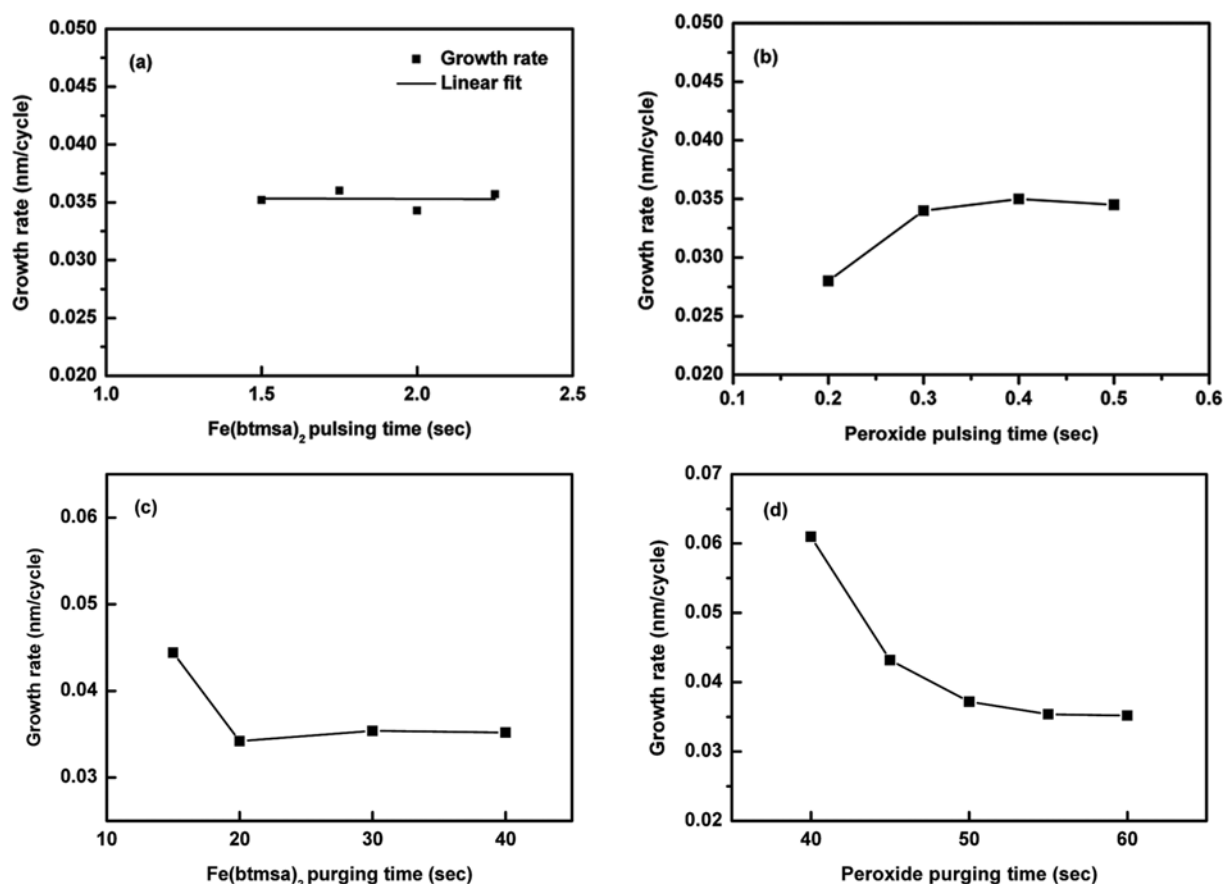 (a)
Growth rate
Linear fit
0.050
0.045
0.040
0.035
0.030
0.025
0.020
Growth rate (nm/cycle)
1.0 1.5 2.0 2.5
Fe(btmsa)₂ pulsing time (sec)
(b)
0.050
0.045
0.040
0.035
0.030
0.025
0.020
Growth rate (nm/cycle)
0.1 0.2 0.3 0.4 0.5 0.6
Peroxide pulsing time (sec)
(c)
0.06
0.05
0.04
0.03
Growth rate (nm/cycle)
10 20 30 40
Fe(btmsa)₂ purging time (sec)
(d)
0.07
0.06
0.05
0.04
0.03
0.02
Growth rate (nm/cycle)
40 50 60
Peroxide purging time (sec)